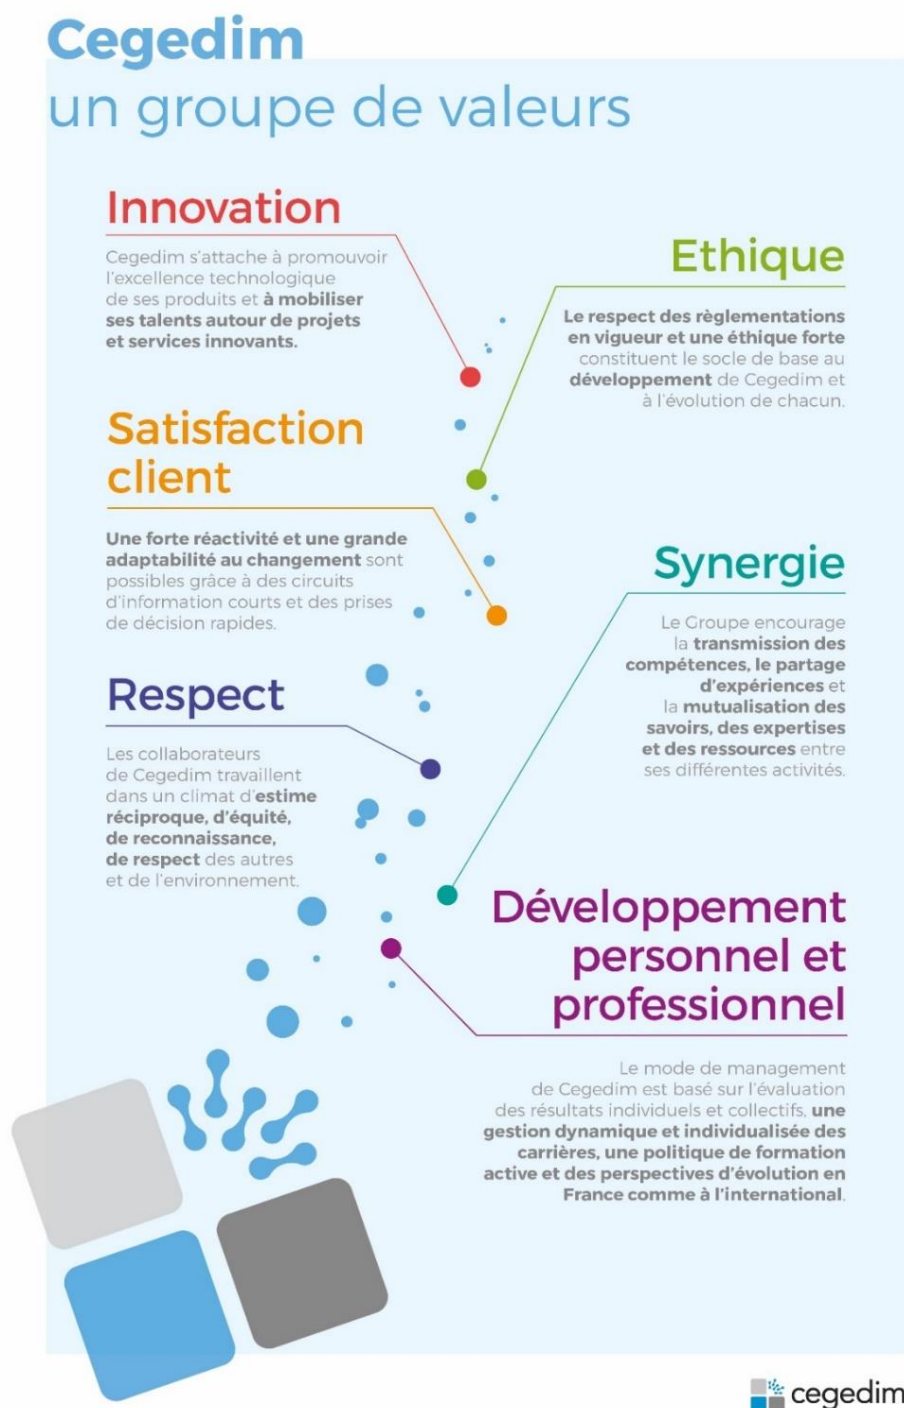 Cegedim
un groupe de valeurs
Innovation
Cegedim s'attache à promouvoir
l'excellence technologique
de ses produits et à mobiliser
ses talents autour de projets
et services innovants.
Ethique
Le respect des règlementations
en vigueur et une éthique forte
constituent le socle de base au
développement de Cegedim et
à l'évolution de chacun.
Satisfaction
client
Une forte réactivité et une grande
adaptabilité au changement sont
possibles grâce à des circuits
d'information courts et des prises
de décision rapides.
Synergie
Le Groupe encourage
la transmission des
compétences, le partage
d'expériences et
la mutualisation des
savoirs, des expertises
et des ressources entre
ses différentes activités.
Respect
Les collaborateurs
de Cegedim travaillent
dans un climat d'estime
réciproque, d'équité,
de reconnaissance,
de respect des autres
et de l'environnement.
Développement
personnel et
professionnel
Le mode de management
de Cegedim est basé sur l'évaluation
des résultats individuels et collectifs, une
gestion dynamique et individualisée des
carrières, une politique de formation
active et des perspectives d'évolution en
France comme à l'international.
cegedim